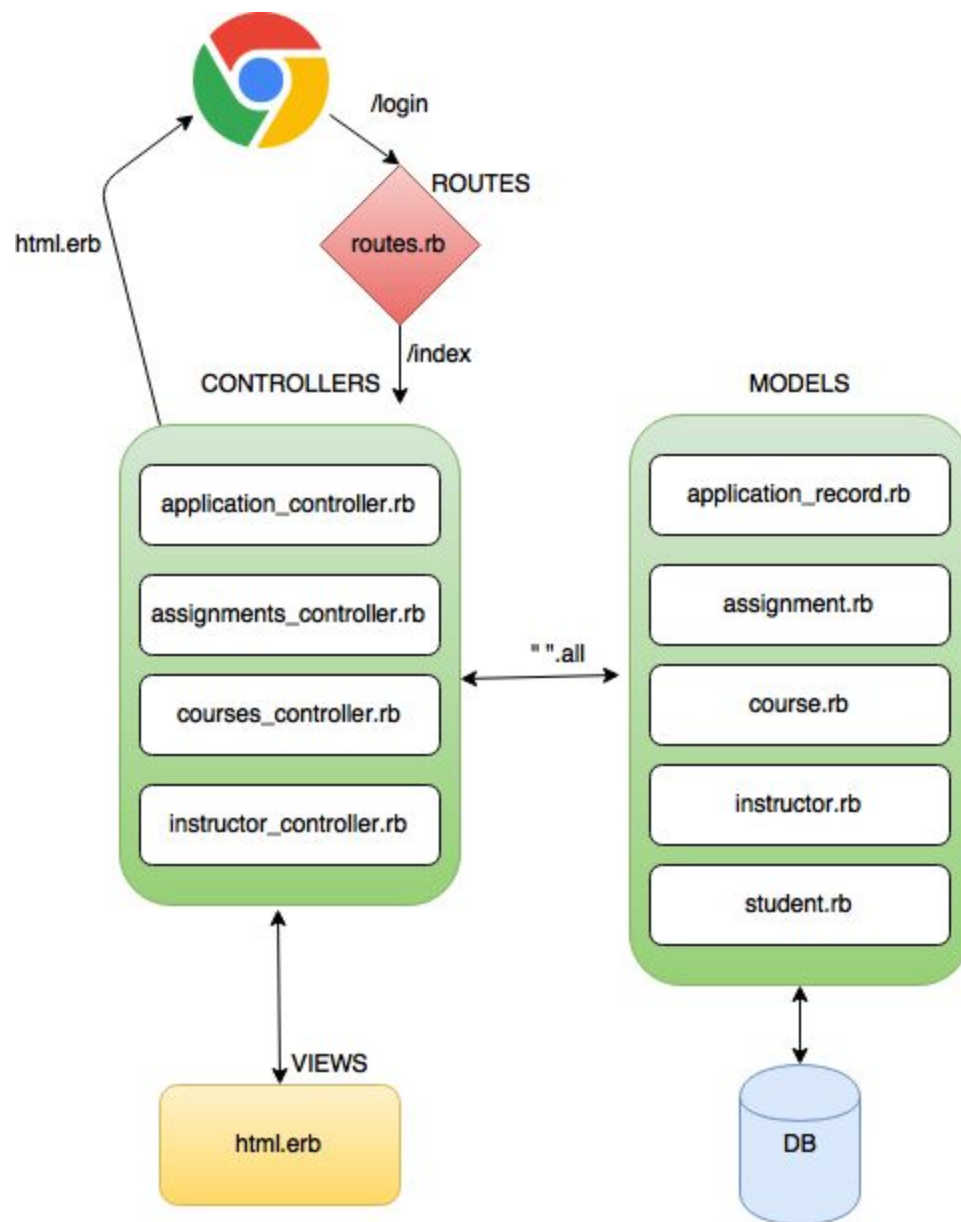 /login
ROUTES
html.erb
routes.rb
/index
CONTROLLERS
MODELS
application_controller.rb
application_record.rb
assignments_controller.rb
assignment.rb
" ".all
courses_controller.rb
course.rb
instructor_controller.rb
instructor.rb
student.rb
VIEWS
html.erb
DB